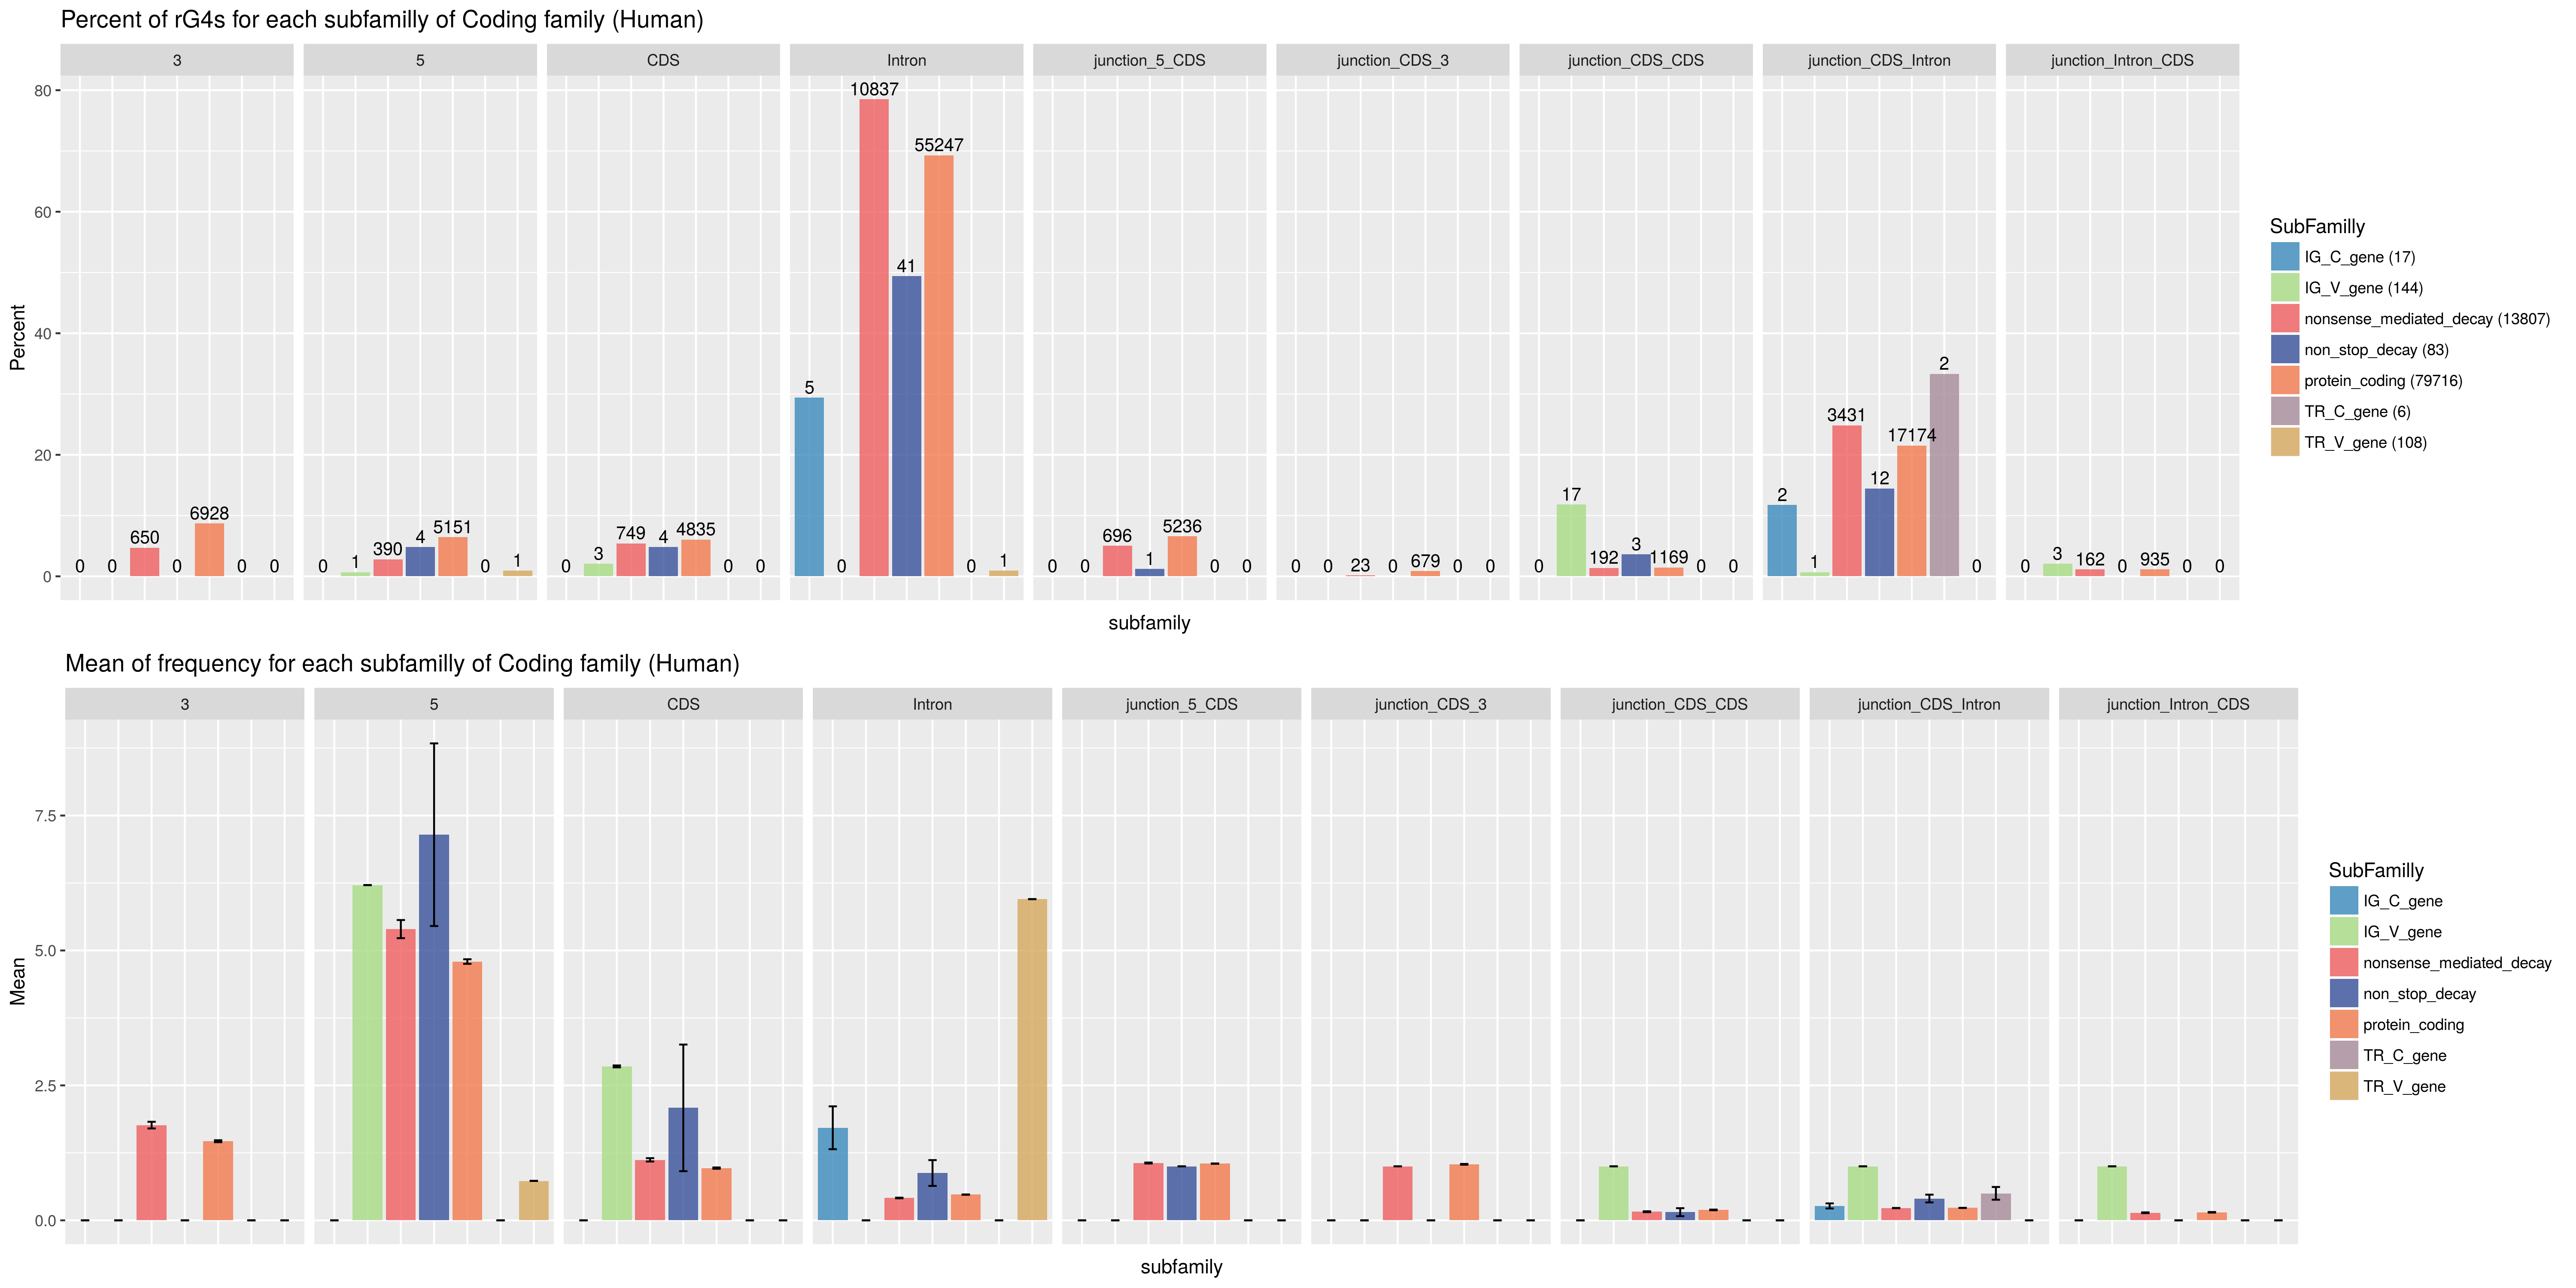 Percent of rG4s for each subfamilly of Coding family (Human)
3 5 CDS Intron junction_5_CDS junction_CDS_3 junction_CDS_CDS junction_CDS_Intron junction_Intron_CDS
Percent
80
60
40
20
0
0 0 650 0 6928 0 0
0 1 390 4 5151 0 1
0 3 749 4 4835 0 0
5 0 10837 41 55247 0 1
0 0 696 1 5236 0 0
0 0 23 0 679 0 0
0 17 192 3 1169 0 0
2 1 3431 12 17174 2 0
0 3 162 0 935 0 0
subfamily
SubFamilly
IG_C_gene (17)
IG_V_gene (144)
nonsense_mediated_decay (13807)
non_stop_decay (83)
protein_coding (79716)
TR_C_gene (6)
TR_V_gene (108)
Mean of frequency for each subfamilly of Coding family (Human)
3 5 CDS Intron junction_5_CDS junction_CDS_3 junction_CDS_CDS junction_CDS_Intron junction_Intron_CDS
Mean
7.5
5.0
2.5
0.0
subfamily
SubFamilly
IG_C_gene
IG_V_gene
nonsense_mediated_decay
non_stop_decay
protein_coding
TR_C_gene
TR_V_gene